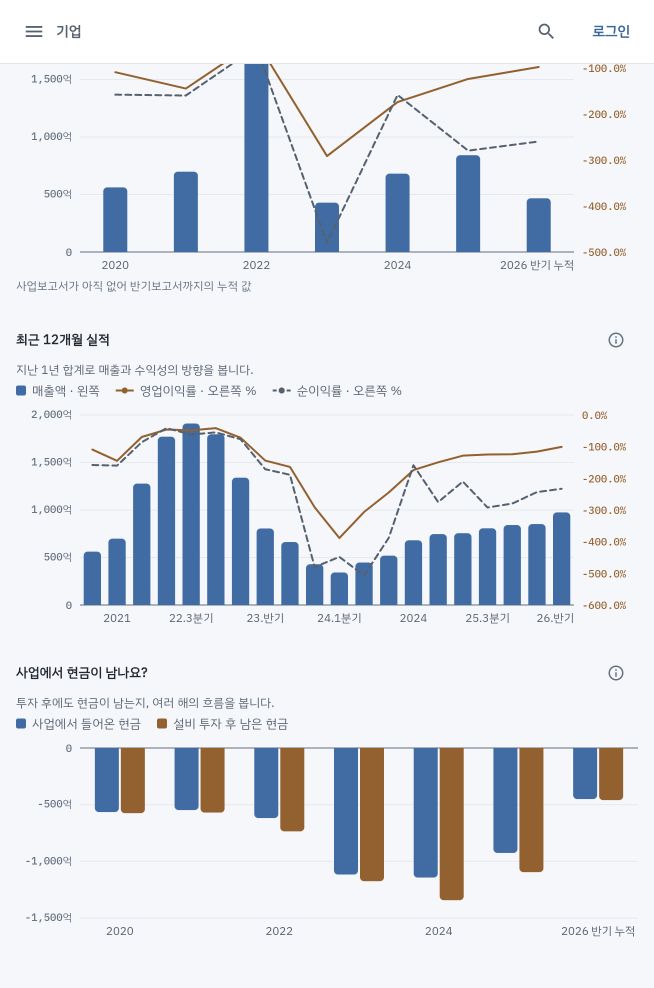 기업
로그인
1,500억
1,000억
500억
0
-100.0%
-200.0%
-300.0%
-400.0%
-500.0%
2020
2022
2024
2026 반기 누적
사업보고서가 아직 없어 반기보고서까지의 누적 값
최근 12개월 실적
지난 1년 합계로 매출과 수익성의 방향을 봅니다.
매출액 · 왼쪽
영업이익률 · 오른쪽 %
순이익률 · 오른쪽 %
2,000억
1,500억
1,000억
500억
0
0.0%
-100.0%
-200.0%
-300.0%
-400.0%
-500.0%
-600.0%
2021
22.3분기
23.반기
24.1분기
2024
25.3분기
26.반기
사업에서 현금이 남나요?
투자 후에도 현금이 남는지, 여러 해의 흐름을 봅니다.
사업에서 들어온 현금
설비 투자 후 남은 현금
0
-500억
-1,000억
-1,500억
2020
2022
2024
2026 반기 누적